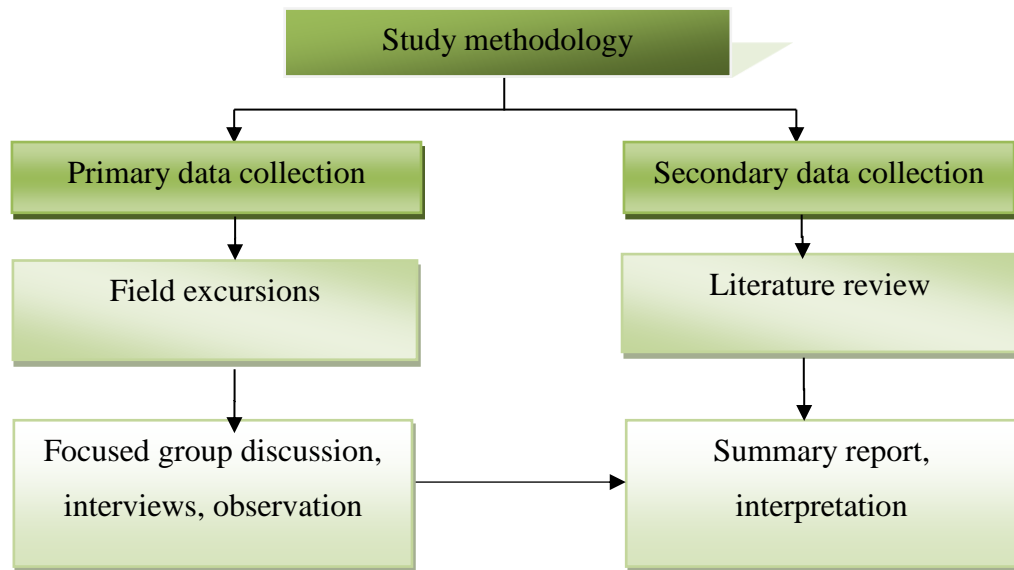 Study methodology
Primary data collection
Secondary data collection
Field excursions
Literature review
Focused group discussion,
interviews, observation
Summary report,
interpretation